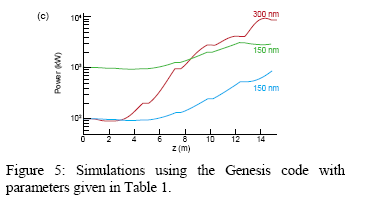 (c)
10⁴
10³
10²
Power (kW)
300 nm
150 nm
150 nm
0 2 4 6 8 10 12 14
z (m)
Figure 5: Simulations using the Genesis code with
parameters given in Table 1.